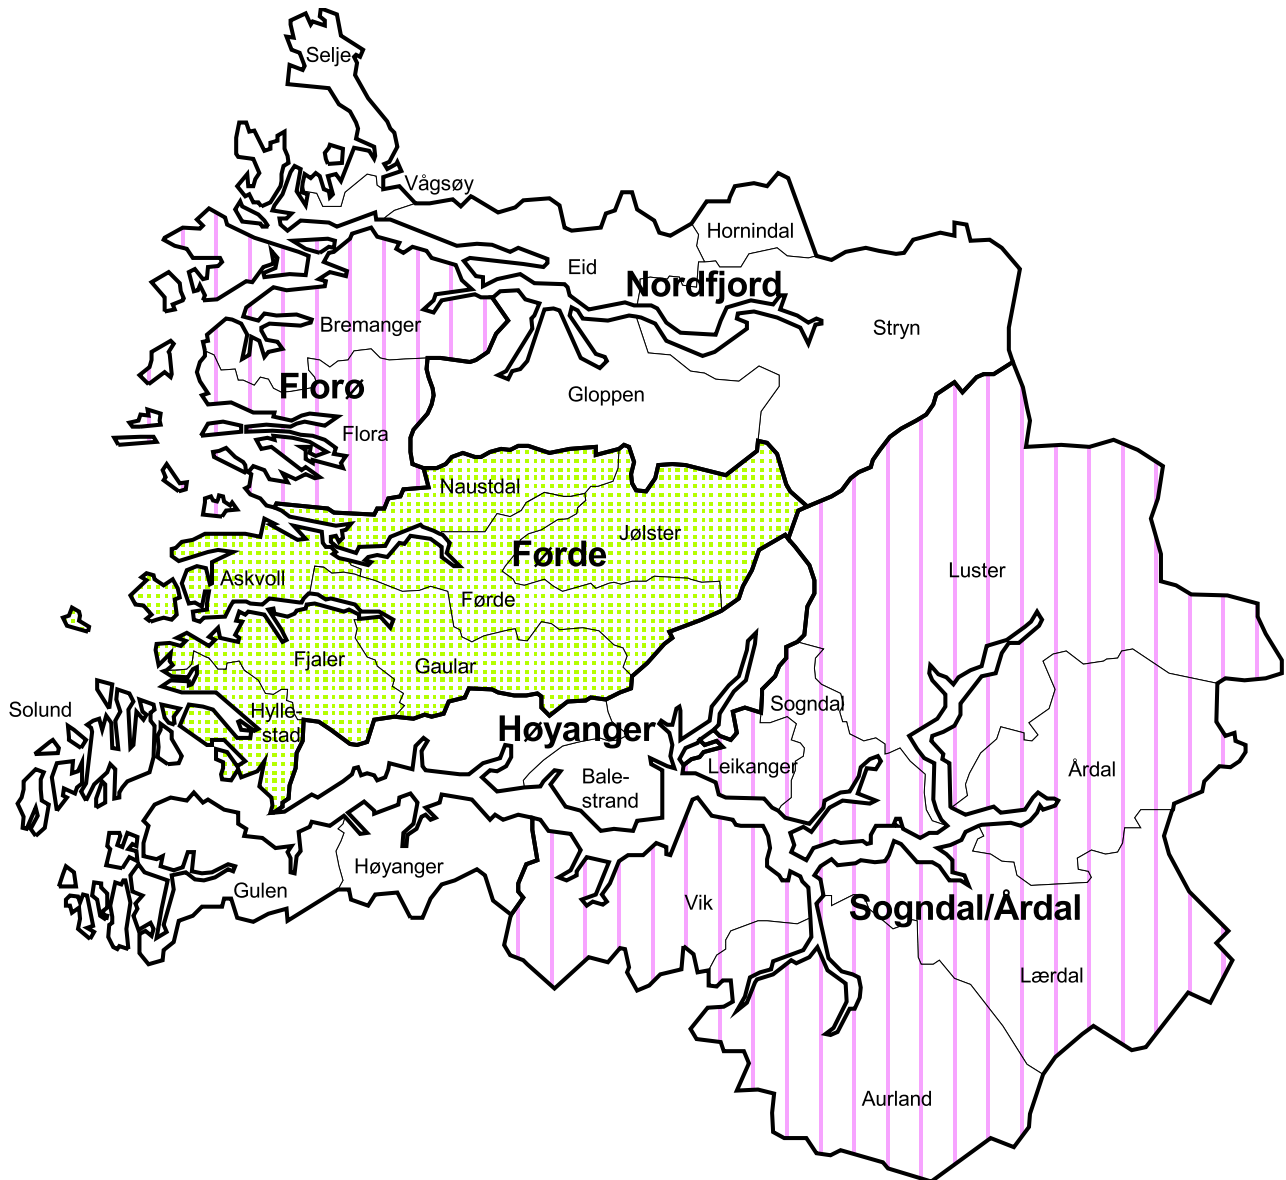 Selje
Vågsøy
Hornindal
Eid
Nordfjord
Bremanger
Stryn
Florø
Gloppen
Flora
Naustdal
Jølster
Førde
Askvoll
Førde
Luster
Fjaler
Gaular
Solund
Hylle-
stad
Sogndal
Høyanger
Leikanger
Årdal
Bale-
strand
Høyanger
Gulen
Vik
Sogndal/Årdal
Lærdal
Aurland